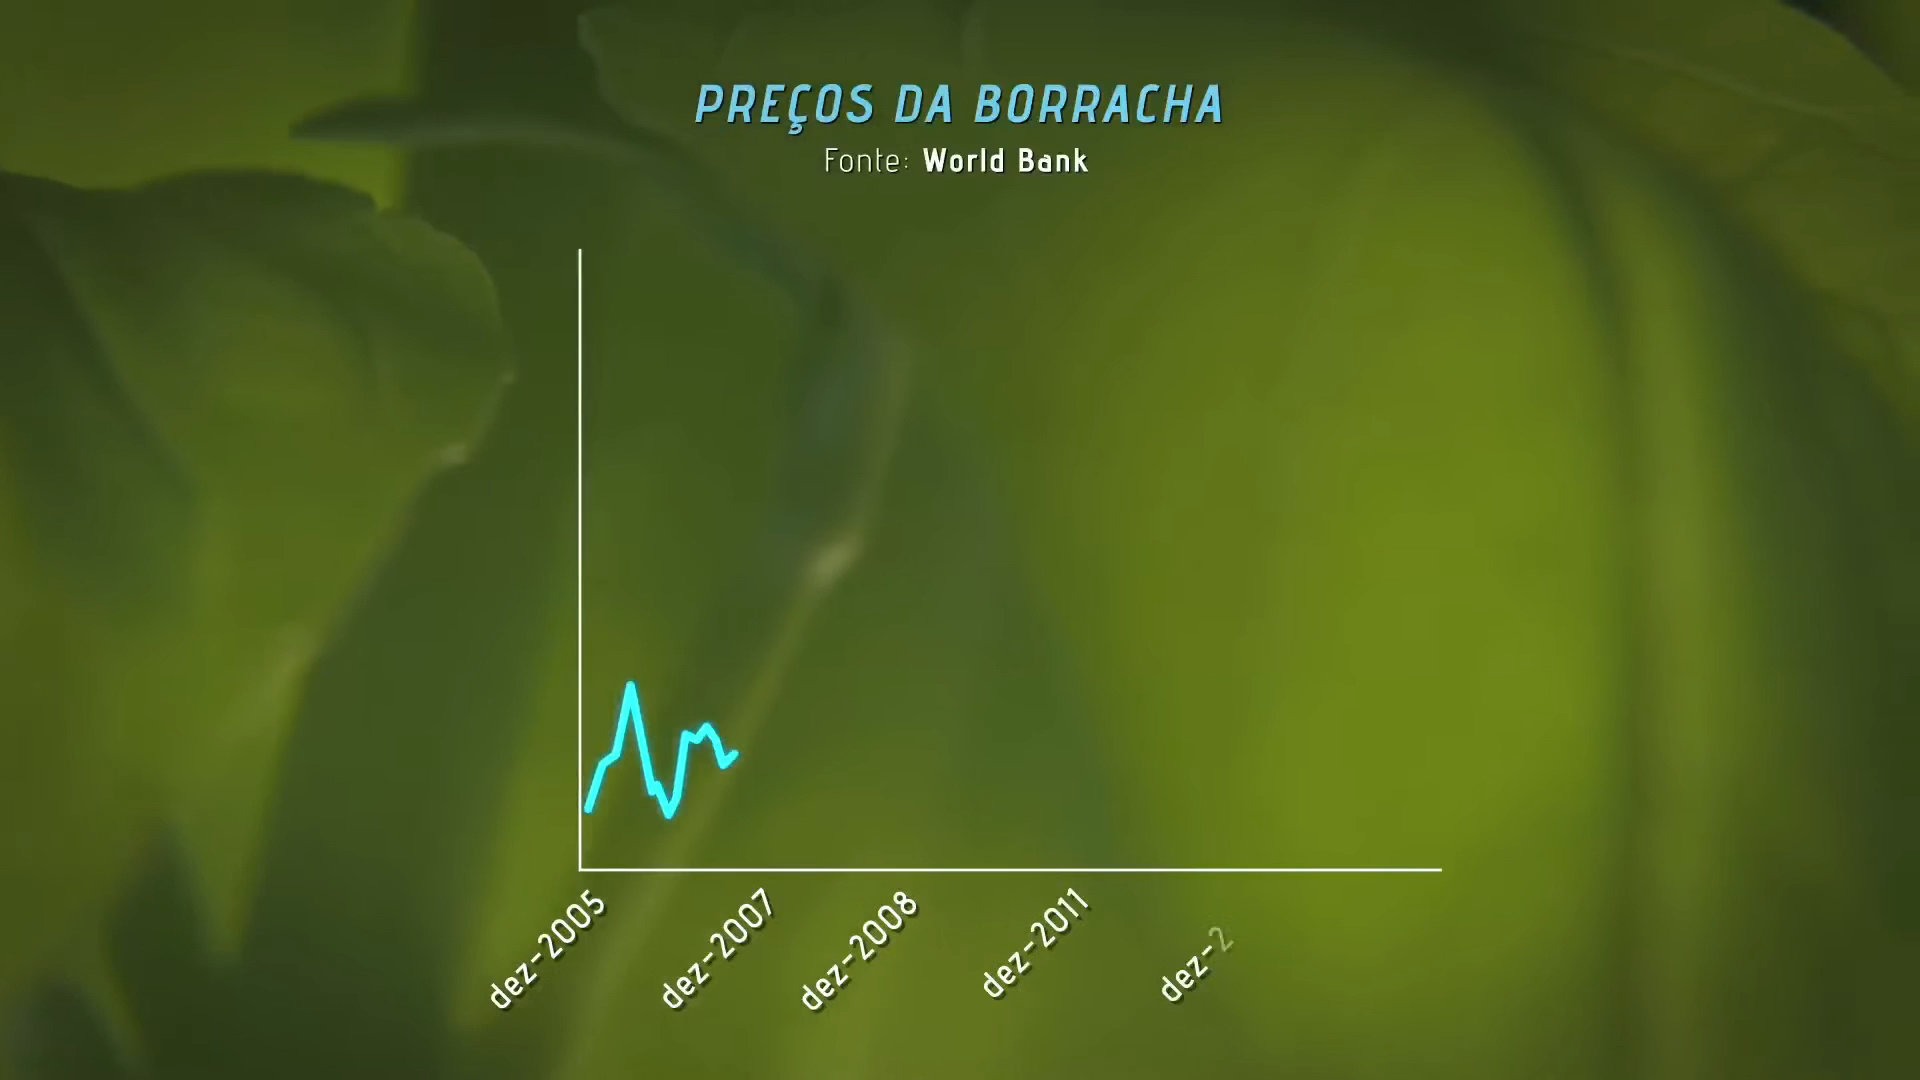 PREÇOS DA BORRACHA
Fonte: World Bank
dez-2005
dez-2007
dez-2008
dez-2011
dez-2